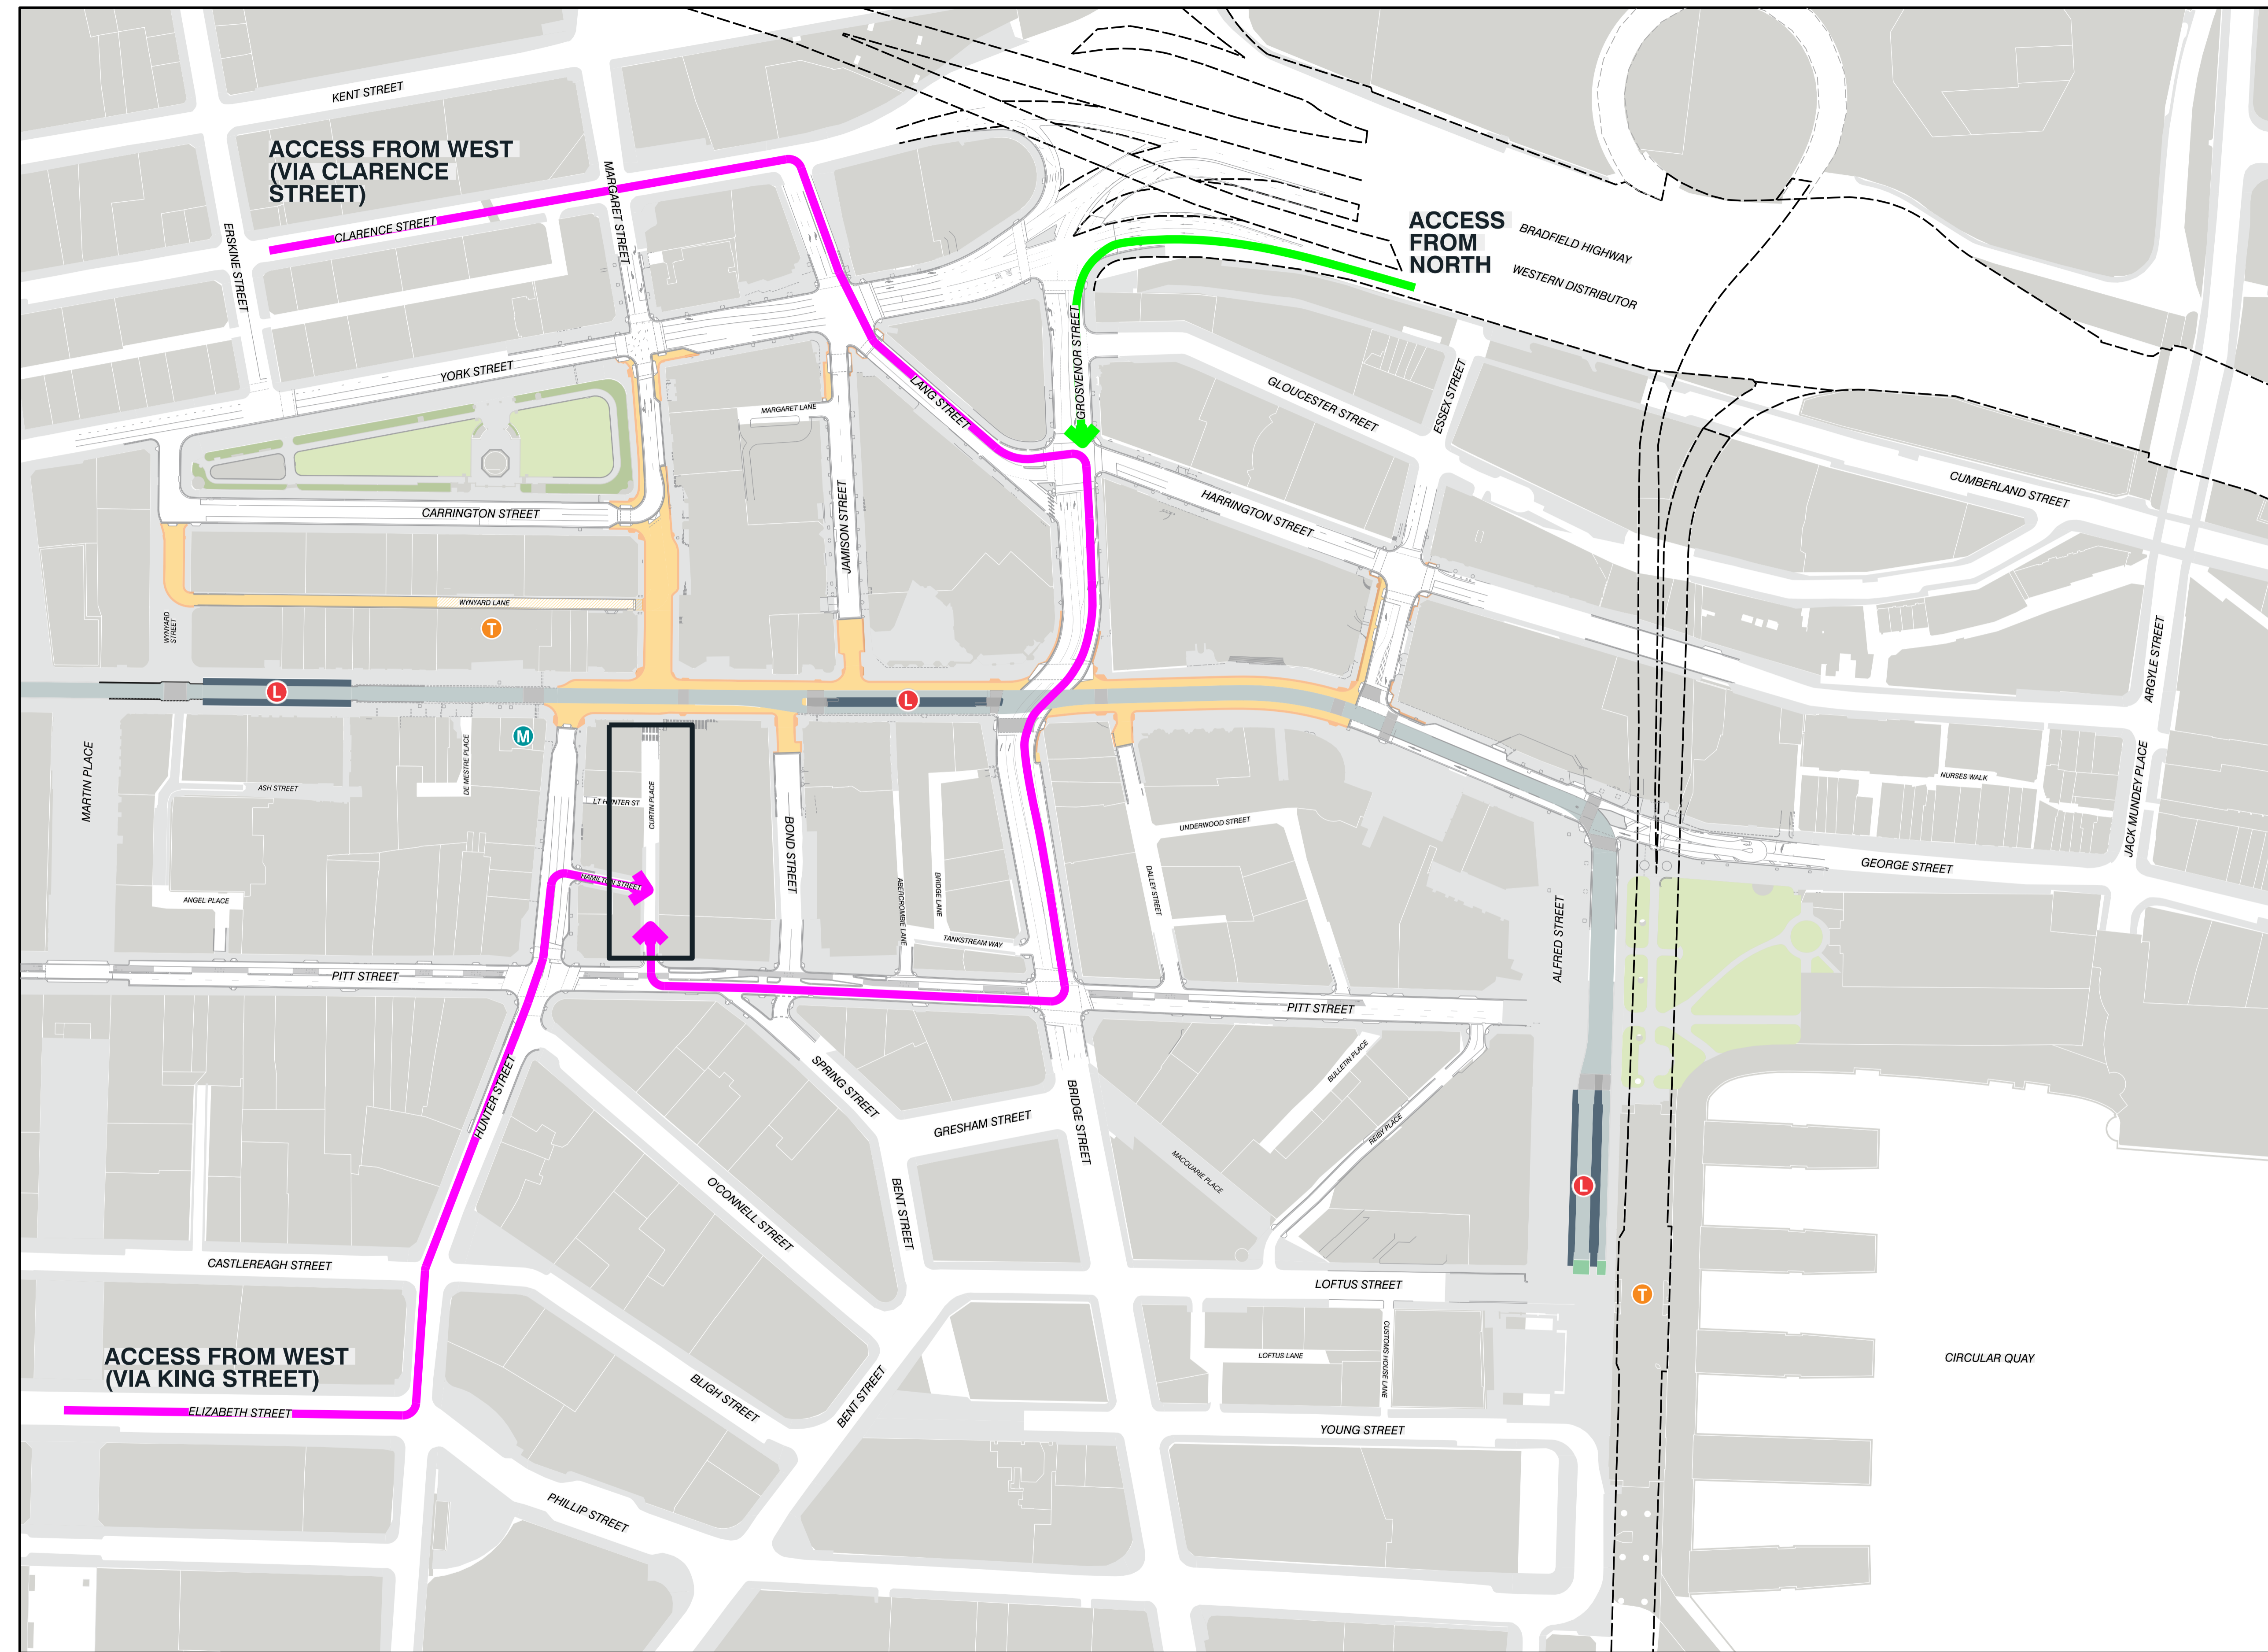 KENT STREET
ACCESS FROM WEST
(VIA CLARENCE
STREET)
MARGARET STREET
CLARENCE STREET
ERSKINE STREET
ACCESS
FROM
NORTH
BRADFIELD HIGHWAY
WESTERN DISTRIBUTOR
GROSVENOR STREET
YORK STREET
LANG STREET
MARGARET LANE
GLOUCESTER STREET
ESSEX STREET
CUMBERLAND STREET
CARRINGTON STREET
JAMISON STREET
HARRINGTON STREET
WYNYARD LANE
WYNYARD
STREET
T
ARGYLE STREET
L
L
M
MARTIN PLACE
ASH STREET
DE MESTRE PLACE
LT HUNTER ST
CURTIN PLACE
BOND STREET
UNDERWOOD STREET
NURSES WALK
JACK MUNDEY PLACE
GEORGE STREET
HAMILTON STREET
ANGEL PLACE
ABERCROMBIE LANE
BRIDGE LANE
DALLEY STREET
ALFRED STREET
TANKSTREAM WAY
PITT STREET
PITT STREET
HUNTER STREET
SPRING STREET
GRESHAM STREET
BRIDGE STREET
BULLETIN PLACE
REIBY PLACE
MACQUARIE PLACE
O'CONNELL STREET
BENT STREET
L
CASTLEREAGH STREET
LOFTUS STREET
T
ACCESS FROM WEST
(VIA KING STREET)
LOFTUS LANE
CUSTOMS HOUSE LANE
CIRCULAR QUAY
ELIZABETH STREET
BLIGH STREET
BENT STREET
YOUNG STREET
PHILLIP STREET